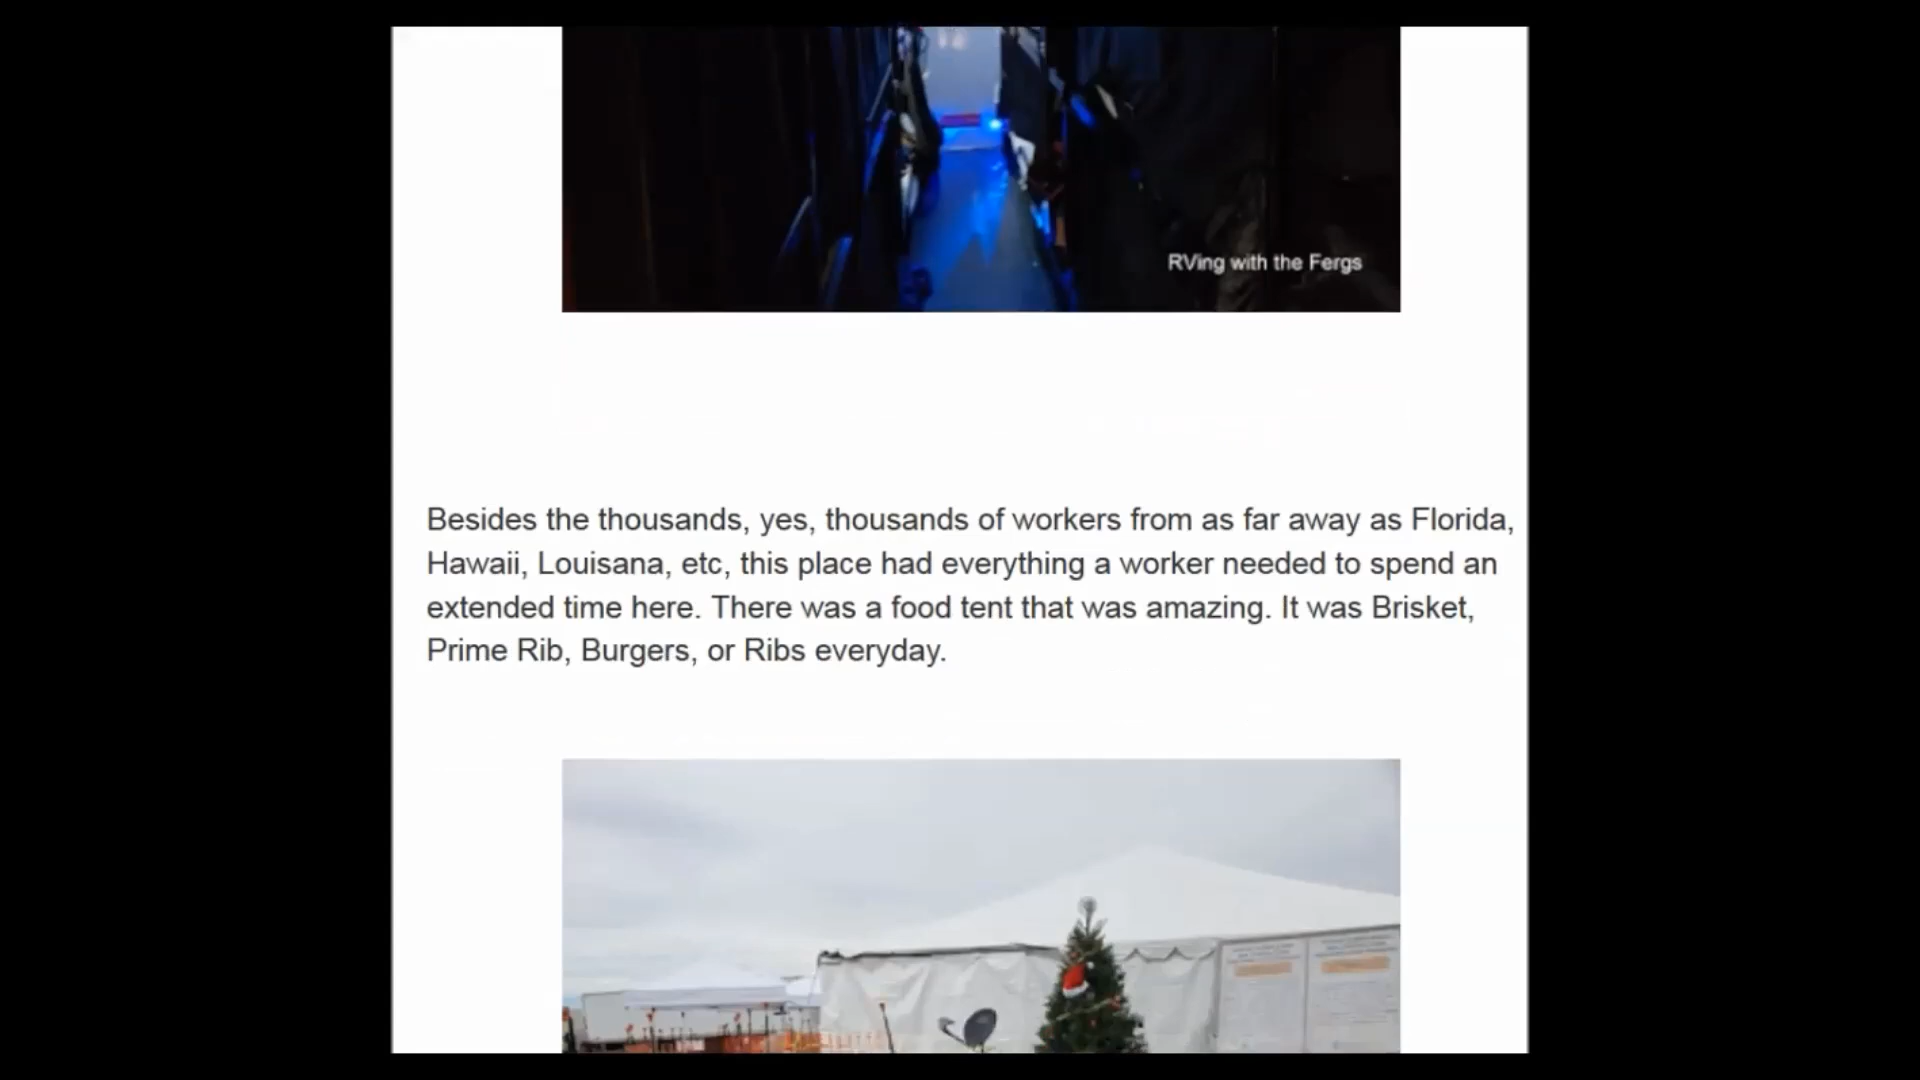 RVing with the Fergs
Besides the thousands, yes, thousands of workers from as far away as Florida,
Hawaii, Louisana, etc, this place had everything a worker needed to spend an
extended time here. There was a food tent that was amazing. It was Brisket,
Prime Rib, Burgers, or Ribs everyday.